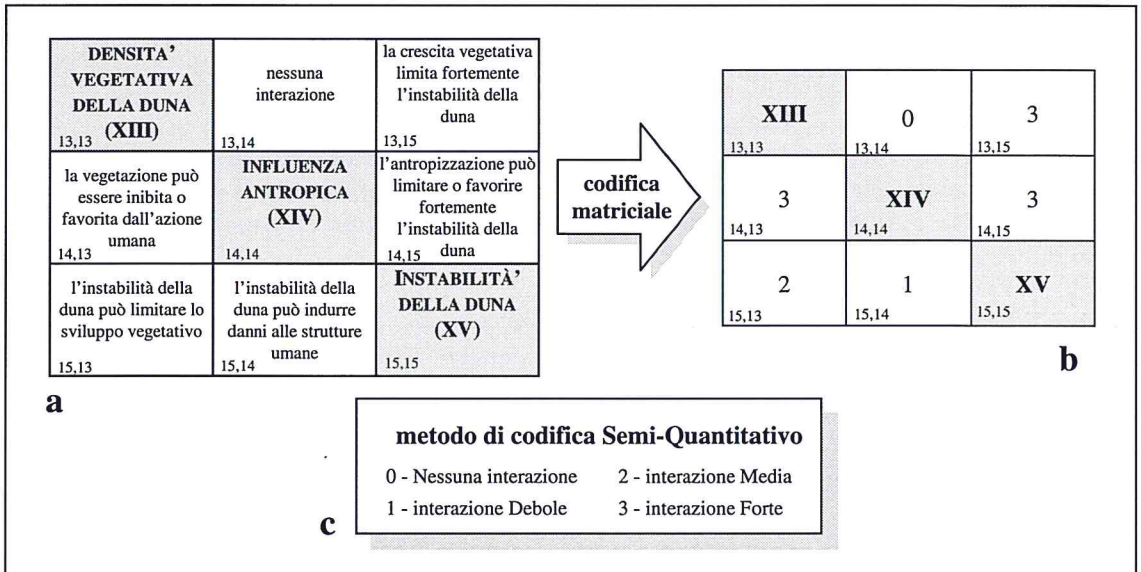 DENSITA'
VEGETATIVA
DELLA DUNA
(XIII)
13,13
nessuna
interazione
13,14
la crescita vegetativa
limita fortemente
l'instabilità della
duna
13,15
la vegetazione può
essere inibita o
favorita dall'azione
umana
14,13
INFLUENZA
ANTROPICA
(XIV)
14,14
l'antropizzazione può
limitare o favorire
fortemente
l'instabilità della
duna
14,15
l'instabilità della
duna può limitare lo
sviluppo vegetativo
15,13
l'instabilità della
duna può indurre
danni alle strutture
umane
15,14
INSTABILITÀ'
DELLA DUNA
(XV)
15,15
a
codifica
matriciale
XIII
13,13
0
13,14
3
13,15
3
14,13
XIV
14,14
3
14,15
2
15,13
1
15,14
XV
15,15
b
metodo di codifica Semi-Quantitativo
0 - Nessuna interazione 2 - interazione Media
1 - interazione Debole 3 - interazione Forte
c